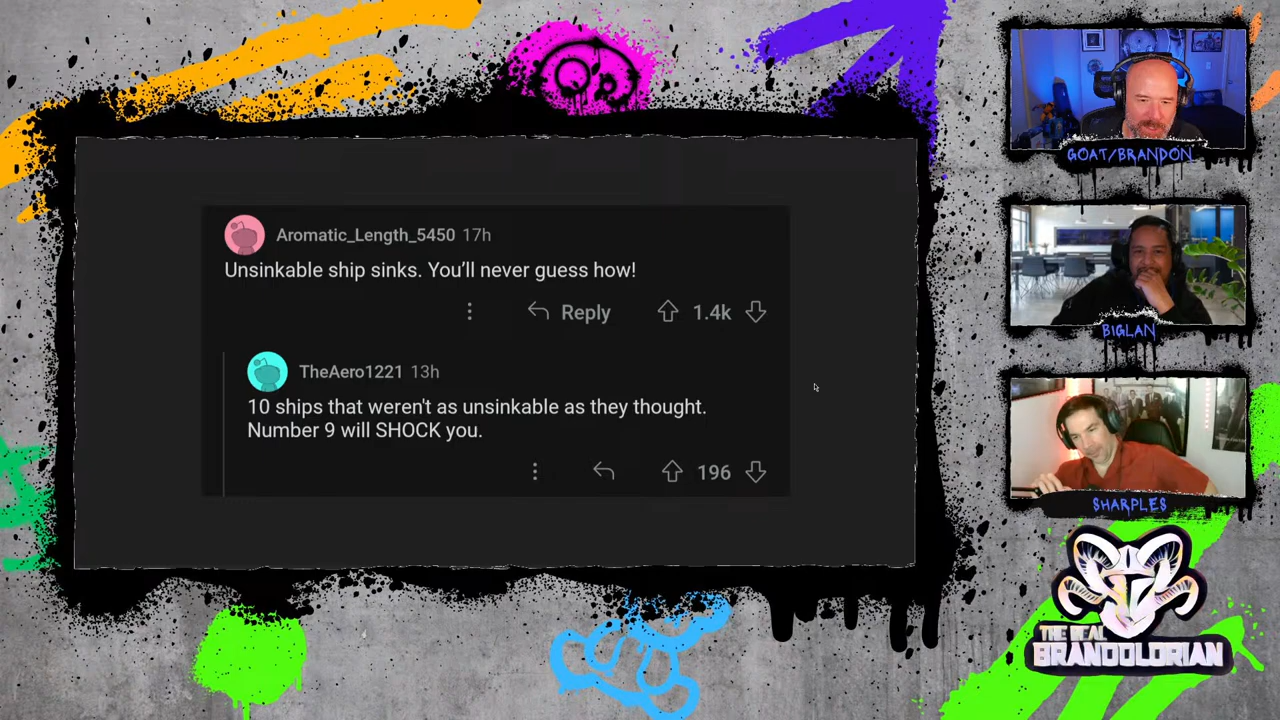 Aromatic_Length_5450 17h
Unsinkable ship sinks. You'll never guess how!
Reply 1.4k
TheAero1221 13h
10 ships that weren't as unsinkable as they thought.
Number 9 will SHOCK you.
196
GOAT/BRANDON
BIGLAN
SHARPLES
THE REAL
BRANDOLORIAN